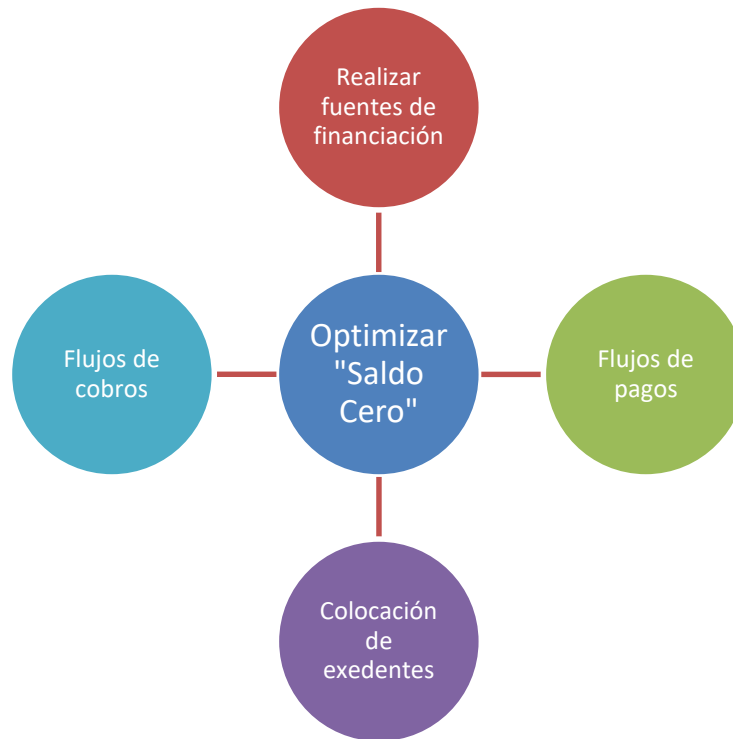 Realizar
fuentes de
financiación
Flujos de
cobros
Optimizar
"Saldo
Cero"
Flujos de
pagos
Colocación
de
exedentes